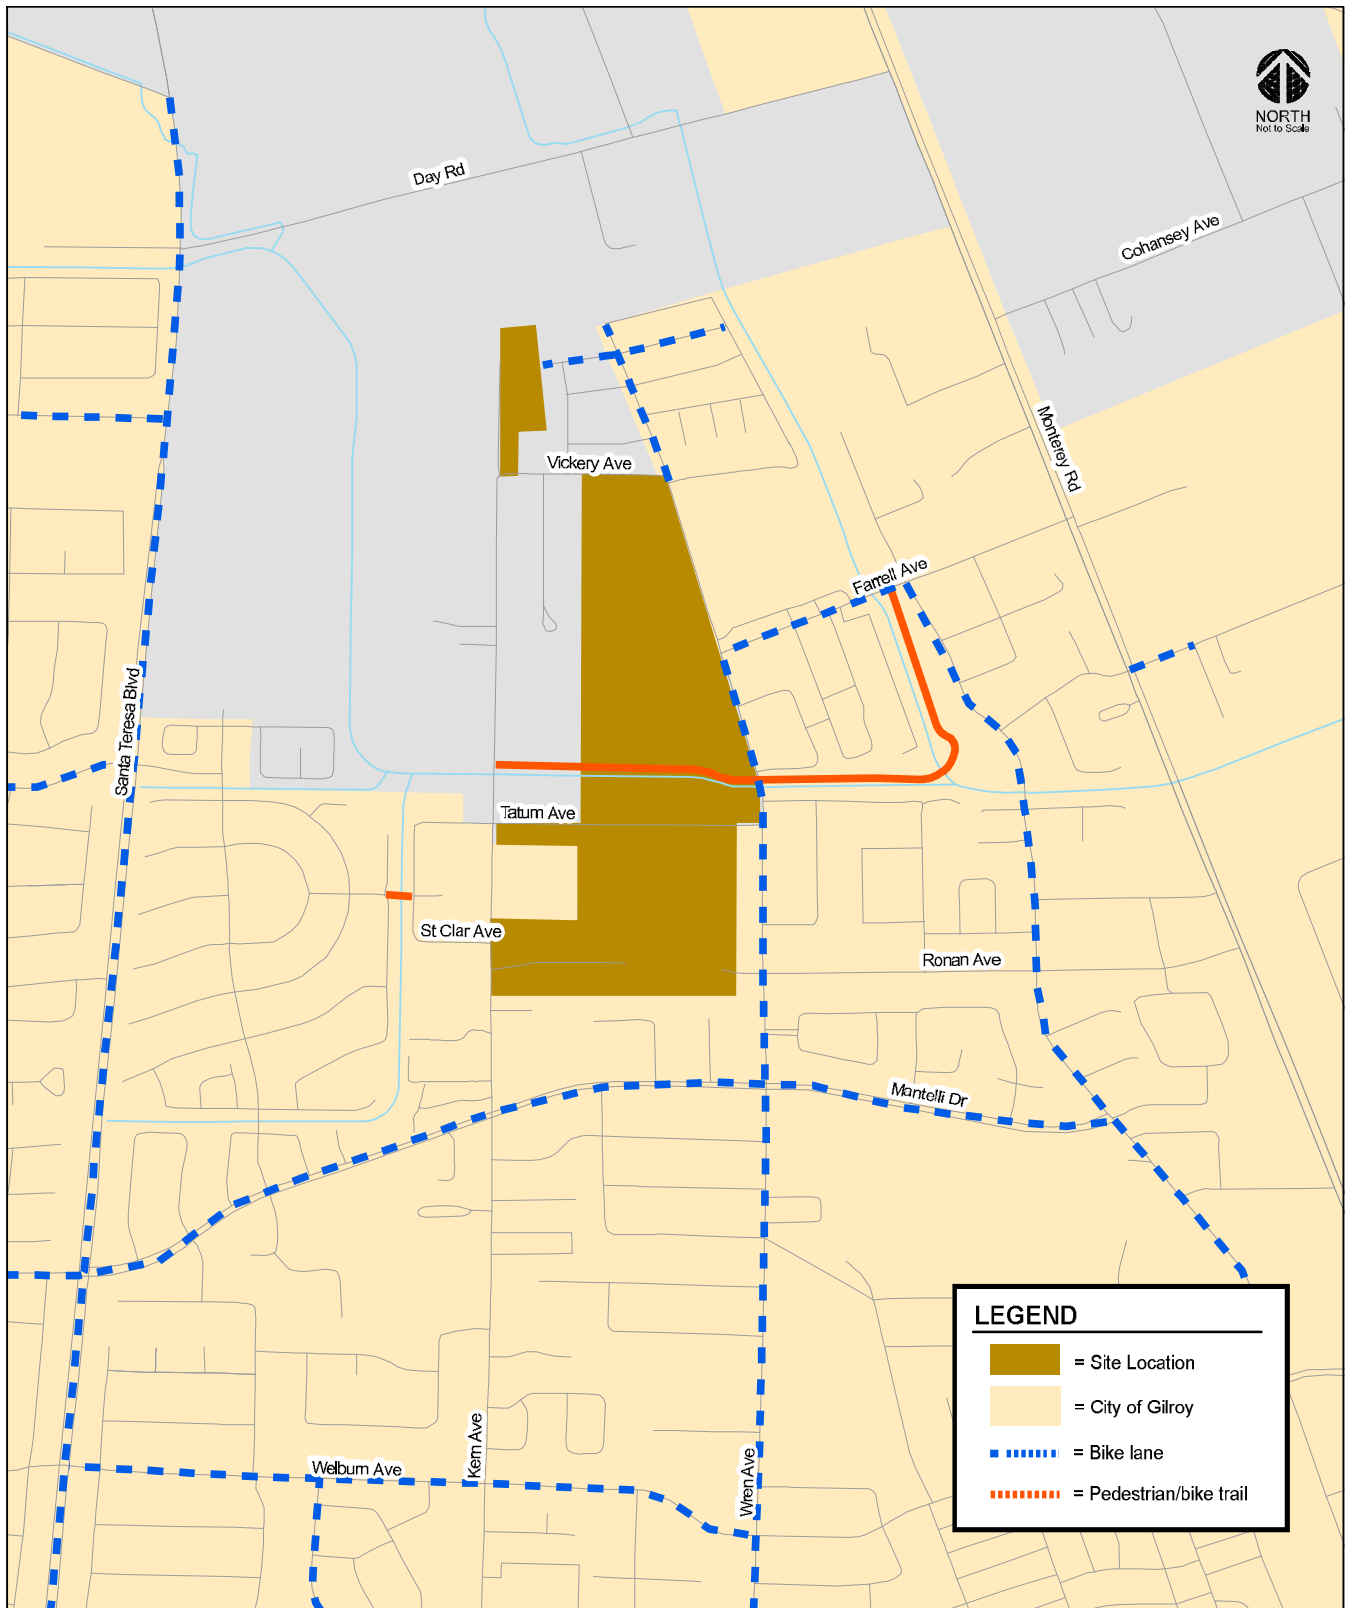 NORTH
Not to Scale
Day Rd
Cohansey Ave
Monterey Rd
Vickery Ave
Farrell Ave
Santa Teresa Blvd
Tatum Ave
St Clar Ave
Ronan Ave
Mantelli Dr
Kern Ave
Welburn Ave
Wren Ave
LEGEND
= Site Location
= City of Gilroy
= Bike lane
= Pedestrian/bike trail